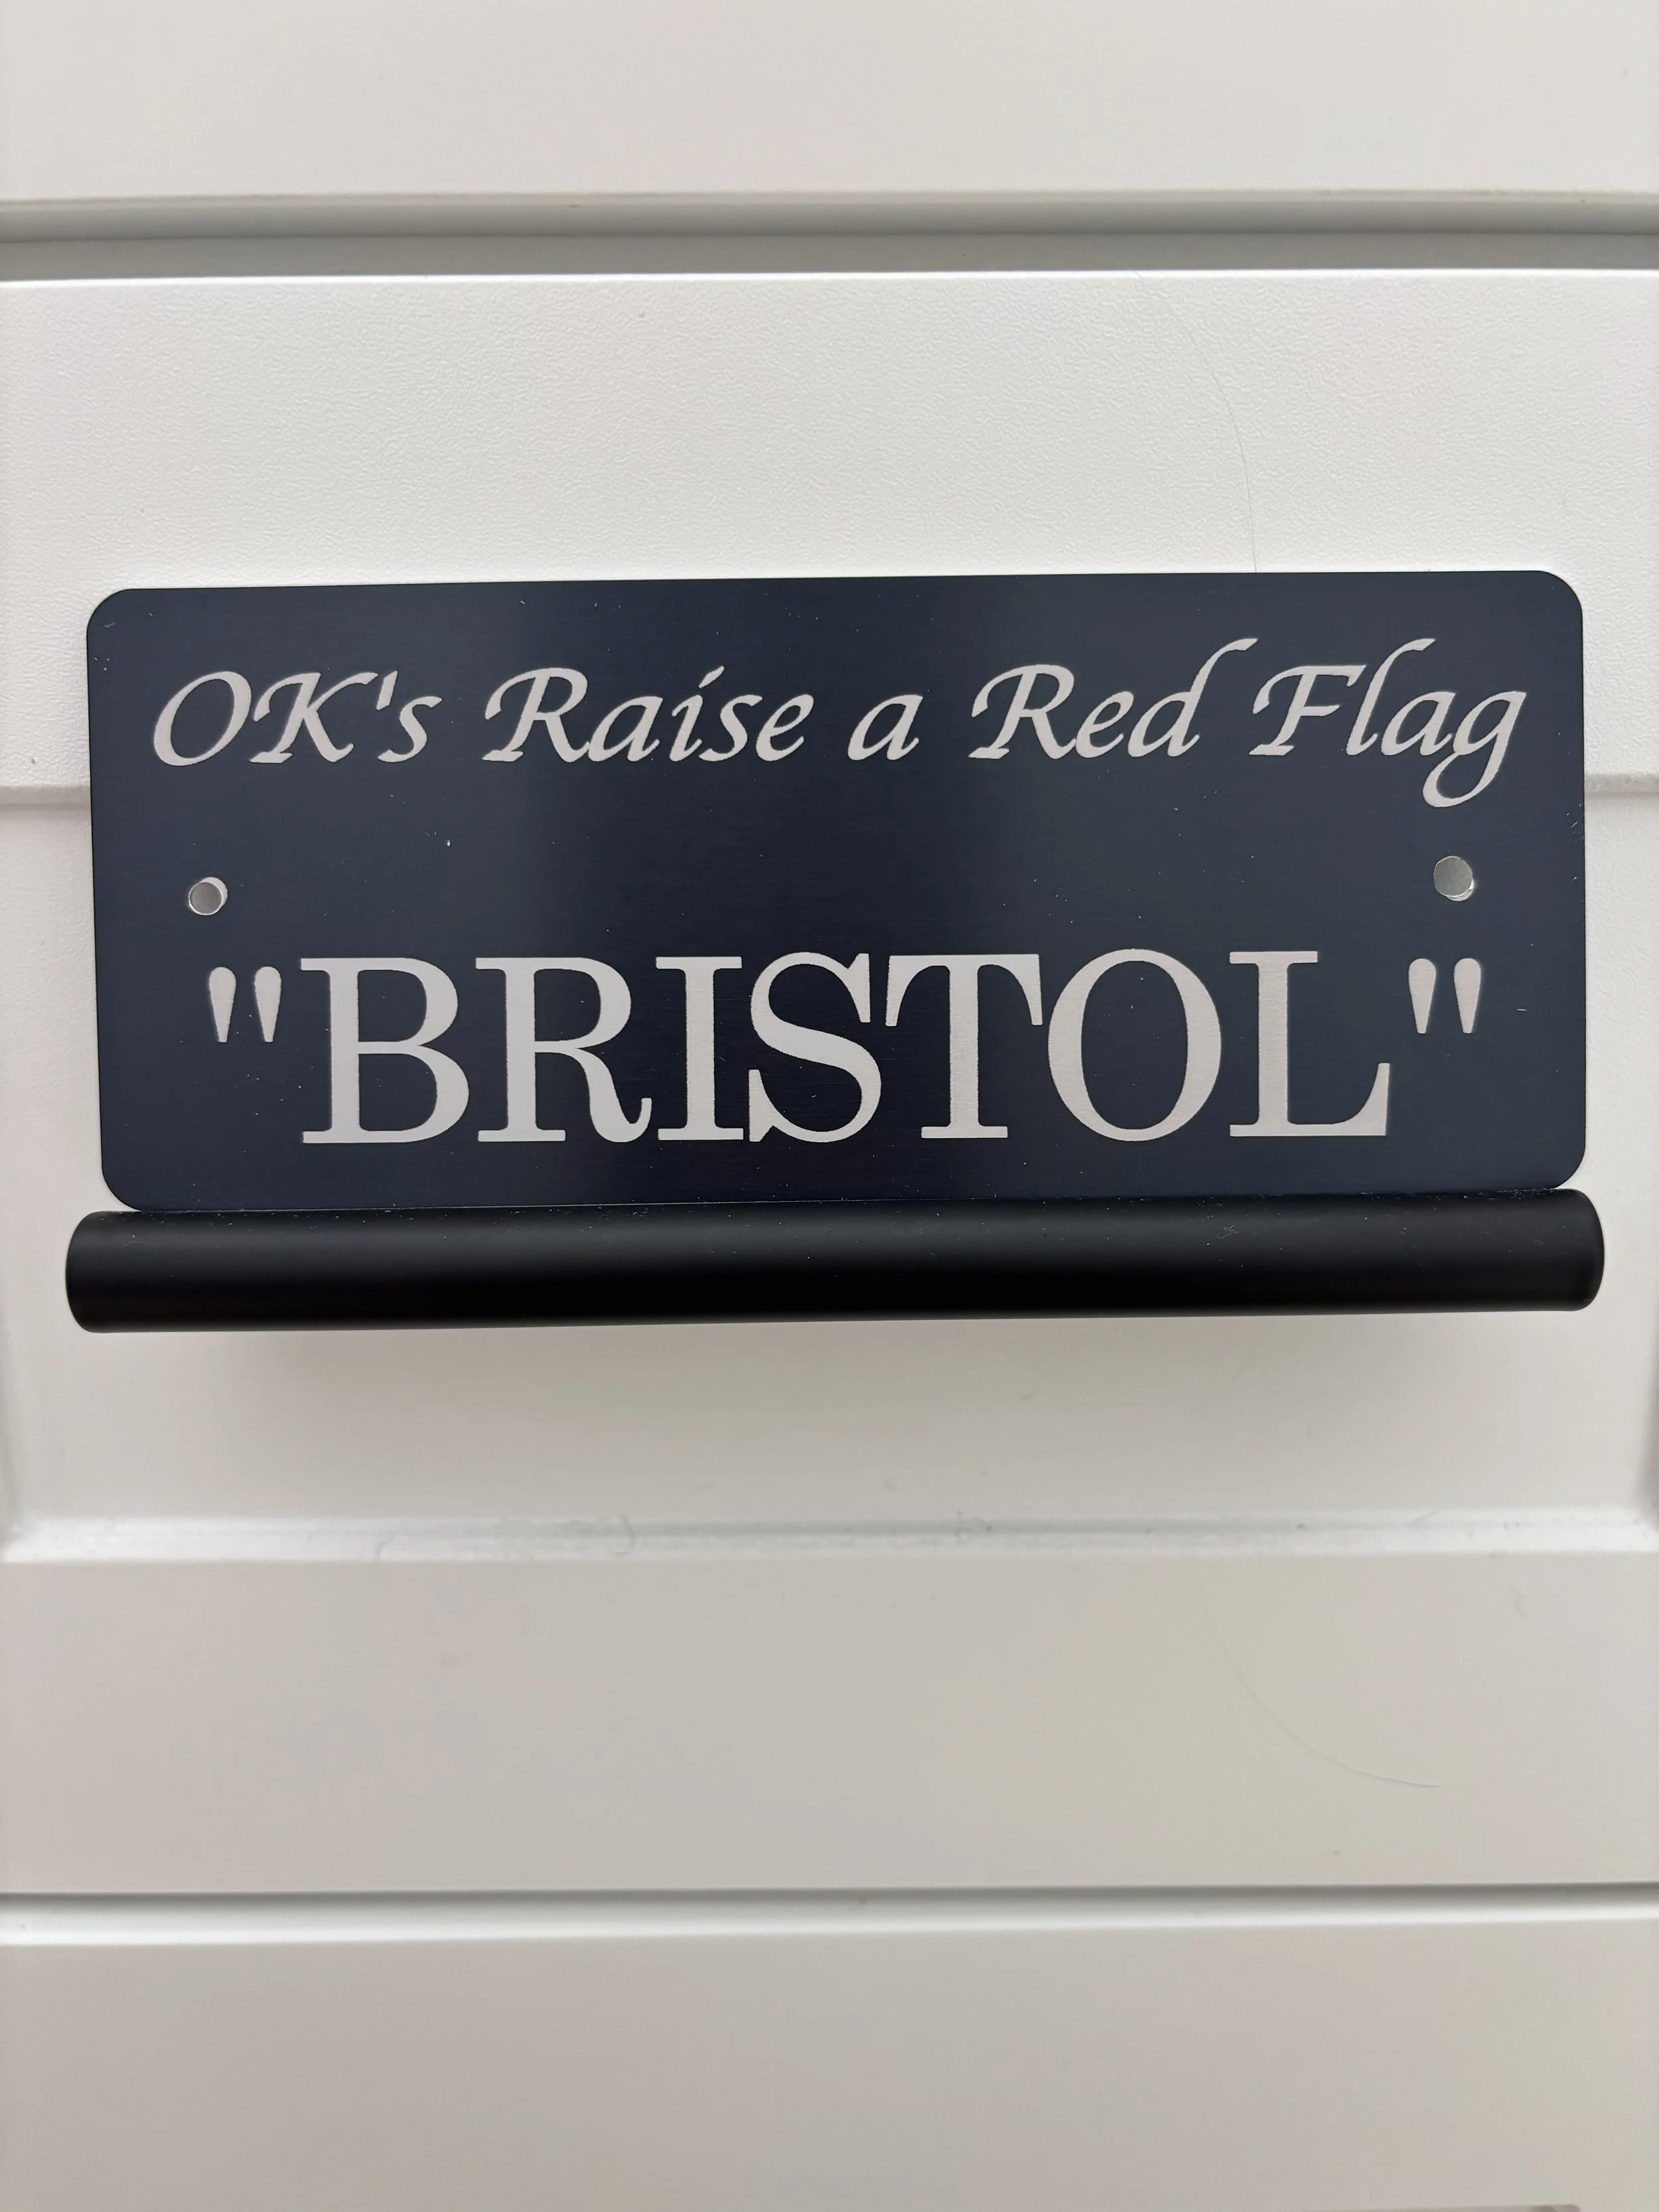 OK's Raise a Red Flag
"BRISTOL"